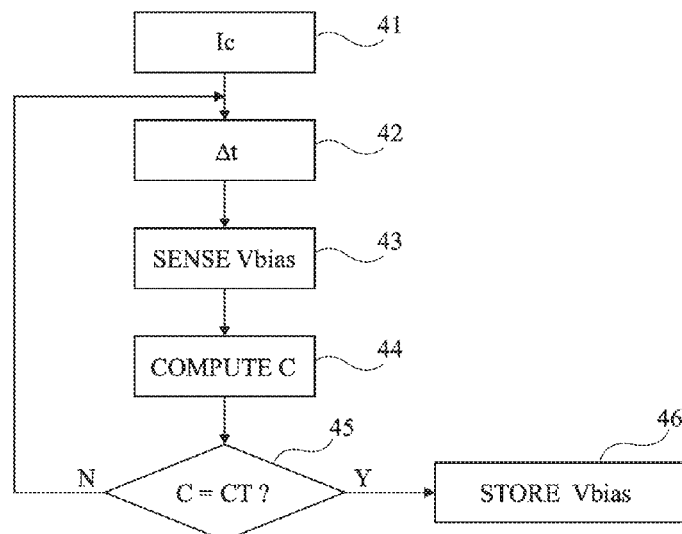 Ic
41
Δt
42
SENSE Vbias
43
COMPUTE C
44
45
N
C = CT ?
Y
46
STORE Vbias